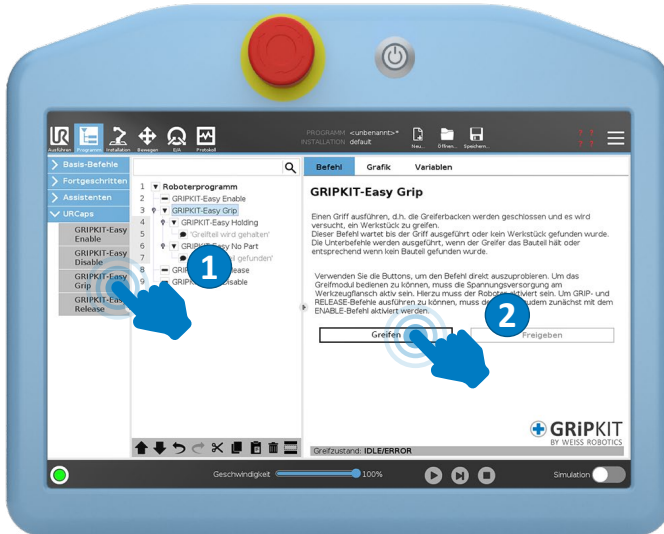 UR
Ausführen Programm Installation Bewegen E/A Protokoll
PROGRAMM <unbenannt>*
INSTALLATION default
Neu... Öffnen... Speichern...
? ?
? ?
Basis-Befehle
Fortgeschritten
Assistenten
URCaps
GRIPKIT-Easy
Enable
GRIPKIT-Easy
Disable
GRIPKIT-Easy
Grip
GRIPKIT-Easy
Release
1 Roboterprogramm
2 GRIPKIT-Easy Enable
3 GRIPKIT-Easy Grip
4 GRIPKIT-Easy Holding
5 'Greifteil wird gehalten'
6 GRIPKIT-Easy No Part
7 gefunden'
8
9
1
Befehl Grafik Variablen
GRIPKIT-Easy Grip
Einen Griff ausführen, d.h. die Greiferbacken werden geschlossen und es wird
versucht, ein Werkstück zu greifen.
Dieser Befehl wartet bis der Griff ausgeführt oder kein Werkstück gefunden wurde.
Die Unterbefehle werden ausgeführt, wenn der Greifer das Bauteil hält oder
entsprechend wenn kein Bauteil gefunden wurde.
Verwenden Sie die Buttons, um den Befehl direkt auszuprobieren. Um das
Greifmodul bedienen zu können, muss die Spannungsversorgung am
Werkzeugflansch aktiv sein. Hierzu muss der Roboter aktiviert sein. Um GRIP- und
RELEASE-Befehle ausführen zu können, muss zudem zunächst mit dem
ENABLE-Befehl aktiviert werden.
2
Greifen Freigeben
GRiPKIT
BY WEISS ROBOTICS
Greifzustand: IDLE/ERROR
Geschwindigkeit 100% Simulation